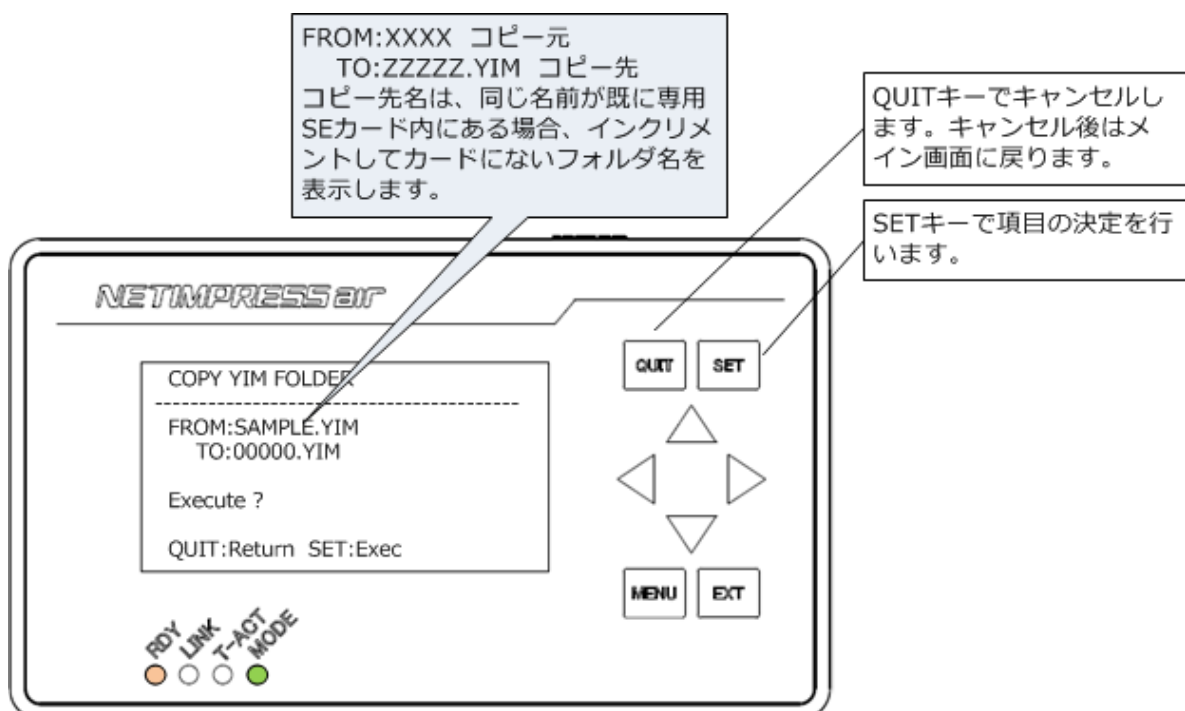 FROM:XXXX コピー元
TO:ZZZZZ.YIM コピー先
コピー先名は、同じ名前が既に専用
SEカード内にある場合、インクリメ
ントしてカードにないフォルダ名を
表示します。
QUITキーでキャンセルし
ます。キャンセル後はメ
イン画面に戻ります。
SETキーで項目の決定を行
います。
NETIMPRESS air
COPY YIM FOLDER
FROM:SAMPLE.YIM
TO:00000.YIM
Execute ?
QUIT:Return SET:Exec
QUIT
SET
MENU
EXT
RDY
LINK
T-ACT
MODE